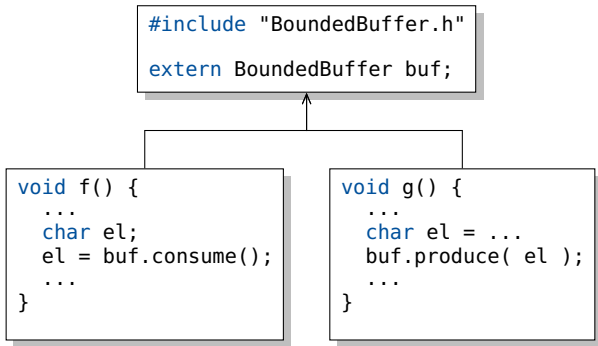 #include "BoundedBuffer.h"
extern BoundedBuffer buf;
void f() {
...
char el;
el = buf.consume();
...
}
void g() {
...
char el = ...
buf.produce( el );
...
}